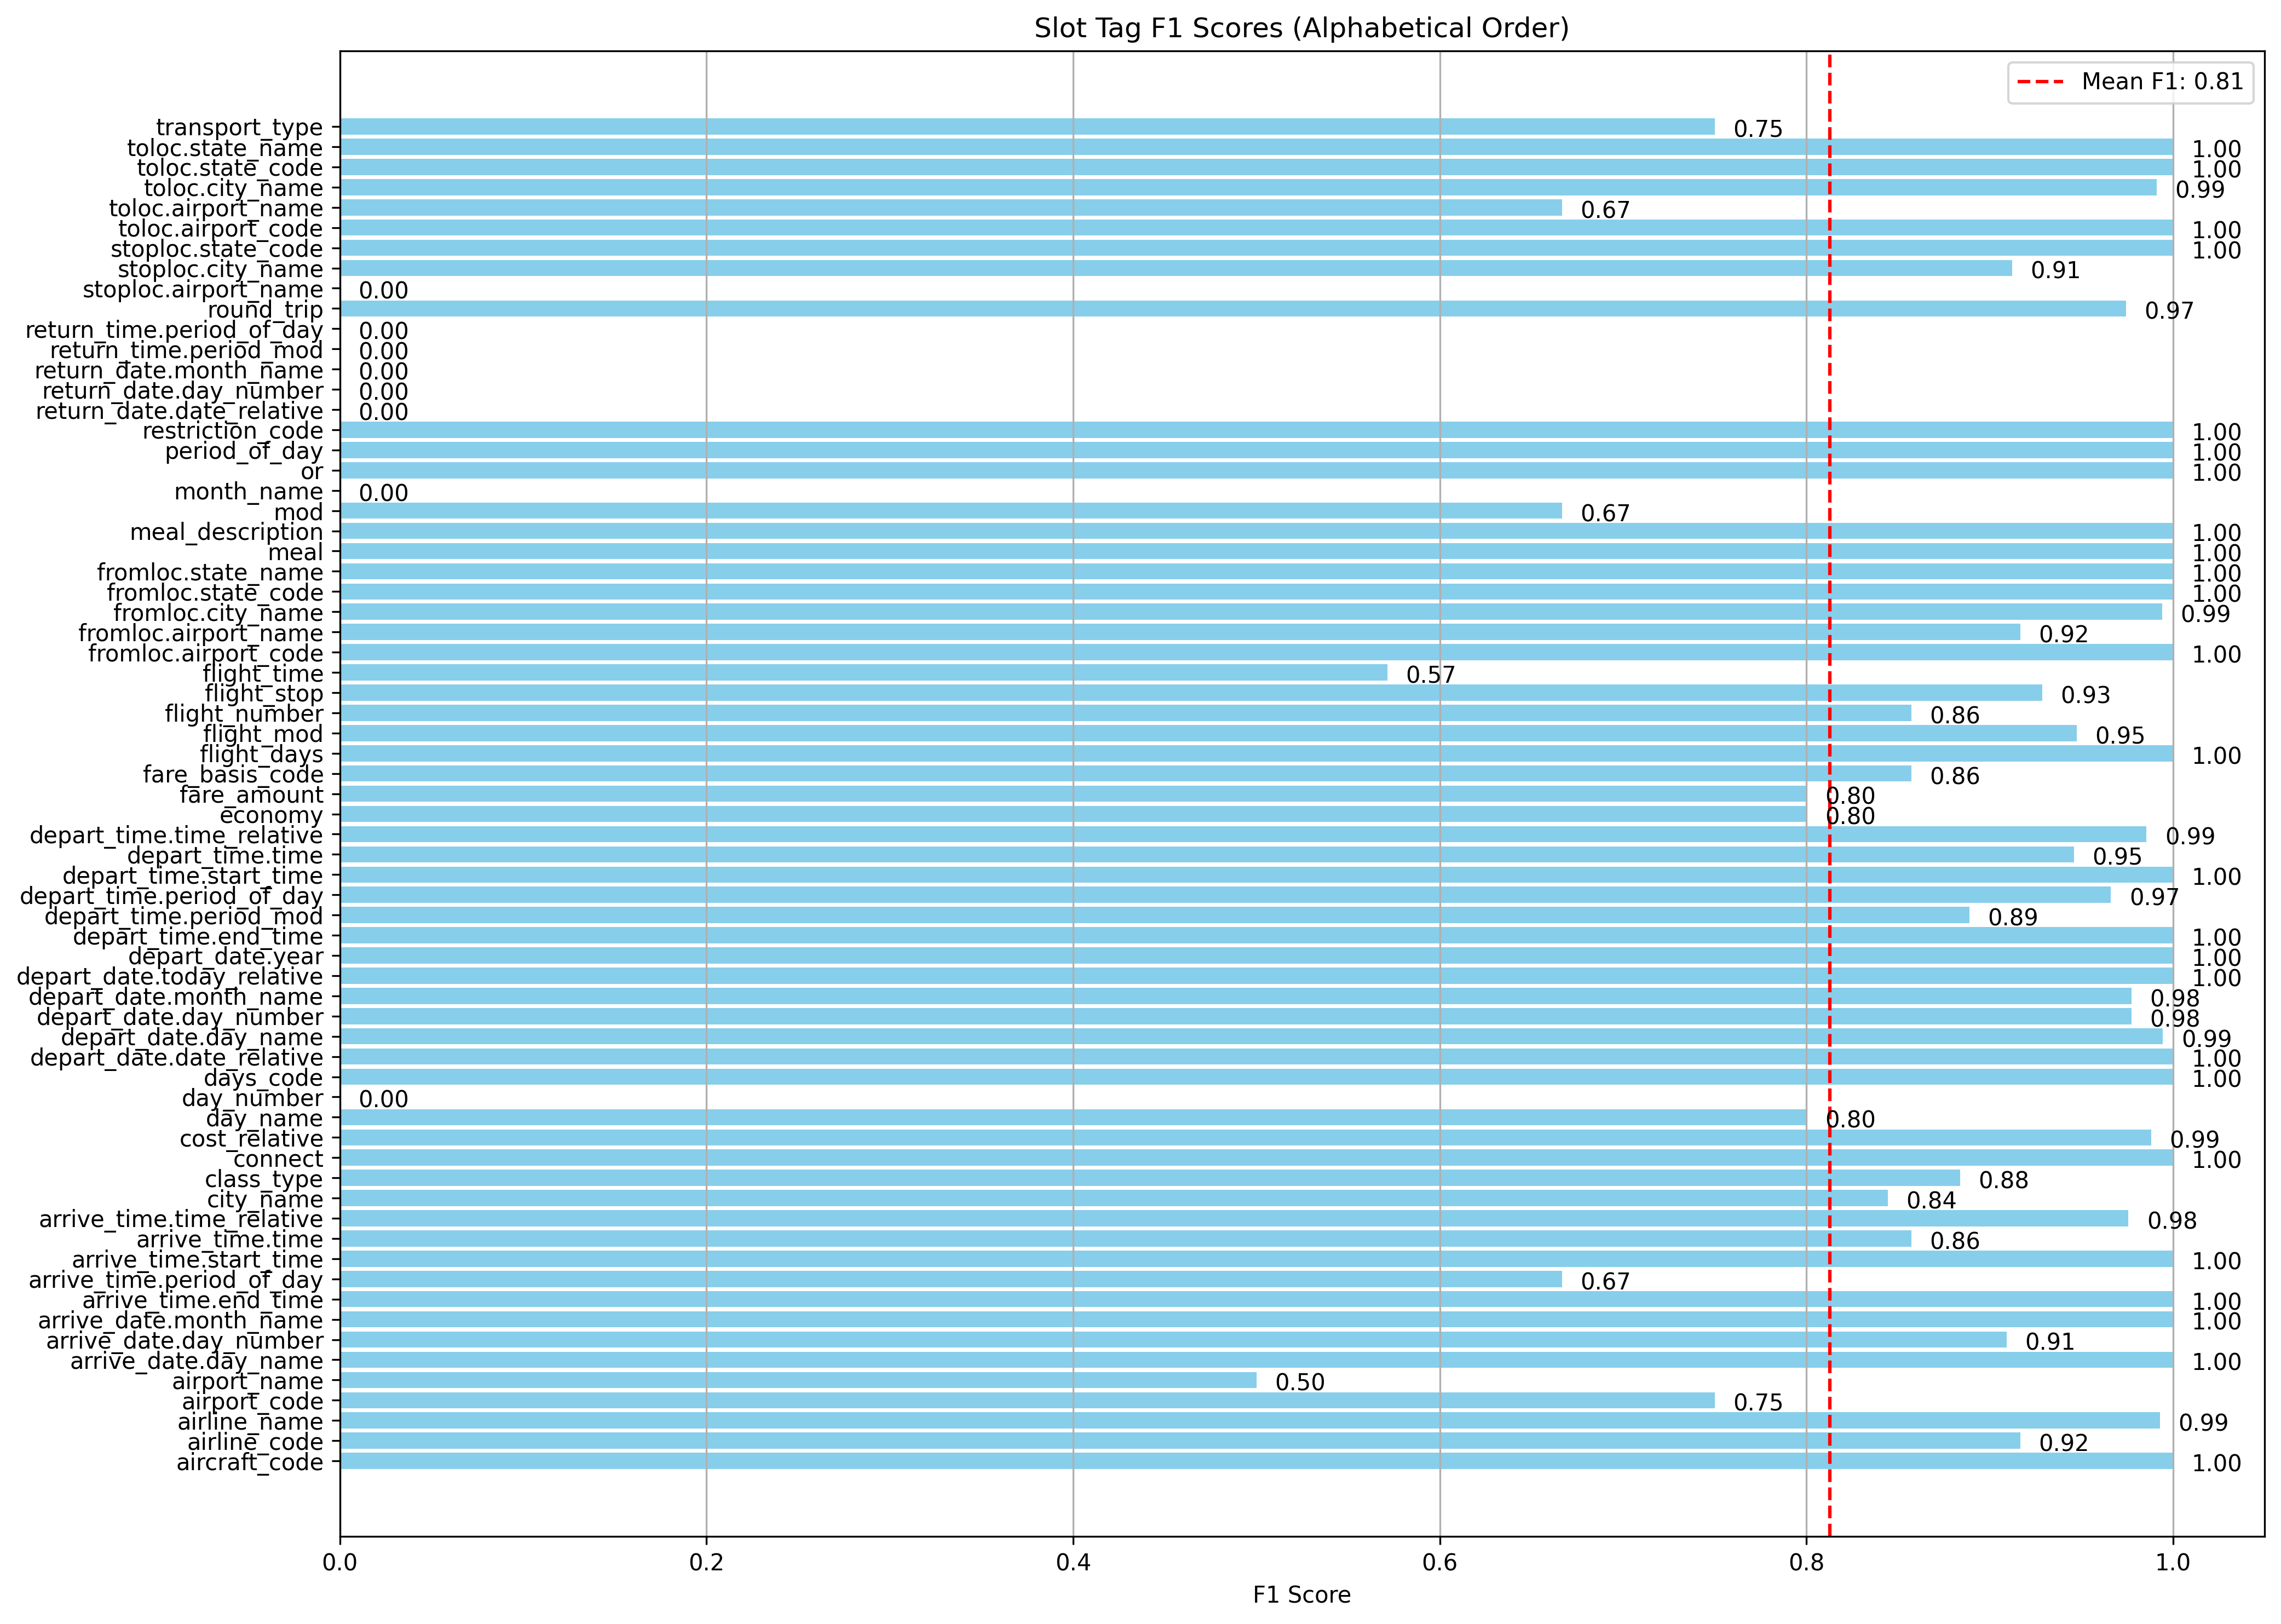 Slot Tag F1 Scores (Alphabetical Order)
Mean F1: 0.81
transport_type 0.75
toloc.state_name 1.00
toloc.state_code 1.00
toloc.city_name 0.99
toloc.airport_name 0.67
toloc.airport_code 1.00
stoploc.state_code 1.00
stoploc.city_name 0.91
stoploc.airport_name 0.00
round_trip 0.97
return_time.period_of_day 0.00
return_time.period_mod 0.00
return_date.month_name 0.00
return_date.day_number 0.00
return_date.date_relative 0.00
restriction_code 1.00
period_of_day 1.00
or 1.00
month_name 0.00
mod 0.67
meal_description 1.00
meal 1.00
fromloc.state_name 1.00
fromloc.state_code 1.00
fromloc.city_name 0.99
fromloc.airport_name 0.92
fromloc.airport_code 1.00
flight_time 0.57
flight_stop 0.93
flight_number 0.86
flight_mod 0.95
flight_days 1.00
fare_basis_code 0.86
fare_amount 0.80
economy 0.80
depart_time.time_relative 0.99
depart_time.time 0.95
depart_time.start_time 1.00
depart_time.period_of_day 0.97
depart_time.period_mod 0.89
depart_time.end_time 1.00
depart_date.year 1.00
depart_date.today_relative 1.00
depart_date.month_name 0.98
depart_date.day_number 0.98
depart_date.day_name 0.99
depart_date.date_relative 1.00
days_code 1.00
day_number 0.00
day_name 0.80
cost_relative 0.99
connect 1.00
class_type 0.88
city_name 0.84
arrive_time.time_relative 0.98
arrive_time.time 0.86
arrive_time.start_time 1.00
arrive_time.period_of_day 0.67
arrive_time.end_time 1.00
arrive_date.month_name 1.00
arrive_date.day_number 0.91
arrive_date.day_name 1.00
airport_name 0.50
airport_code 0.75
airline_name 0.99
airline_code 0.92
aircraft_code 1.00
0.0 0.2 0.4 0.6 0.8 1.0
F1 Score